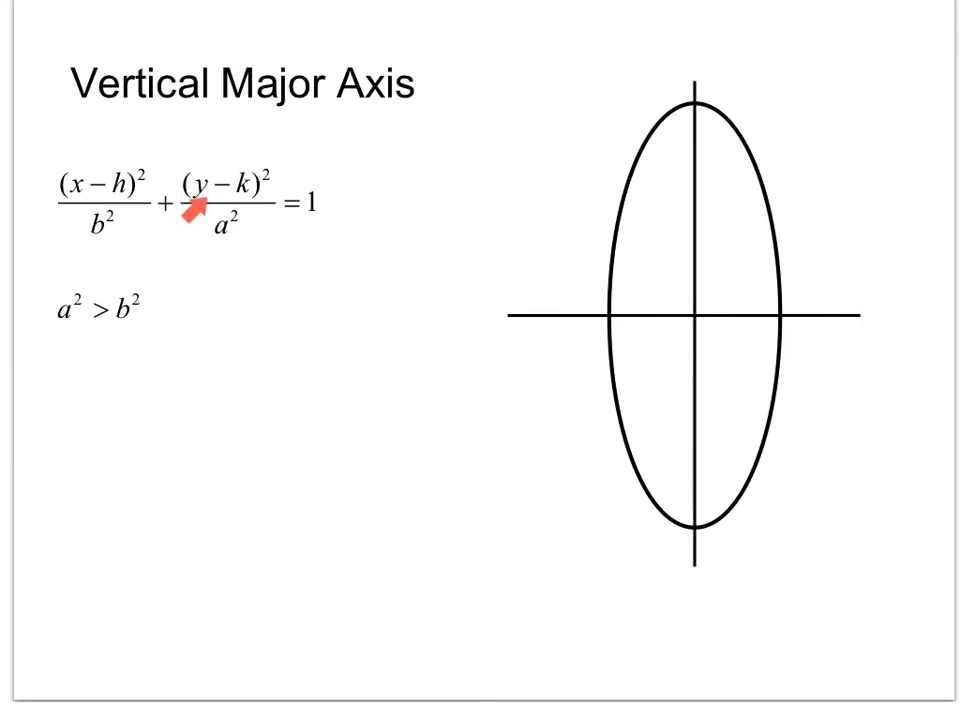 Vertical Major Axis
(x − h)²/b² + (y − k)²/a² = 1
a² > b²